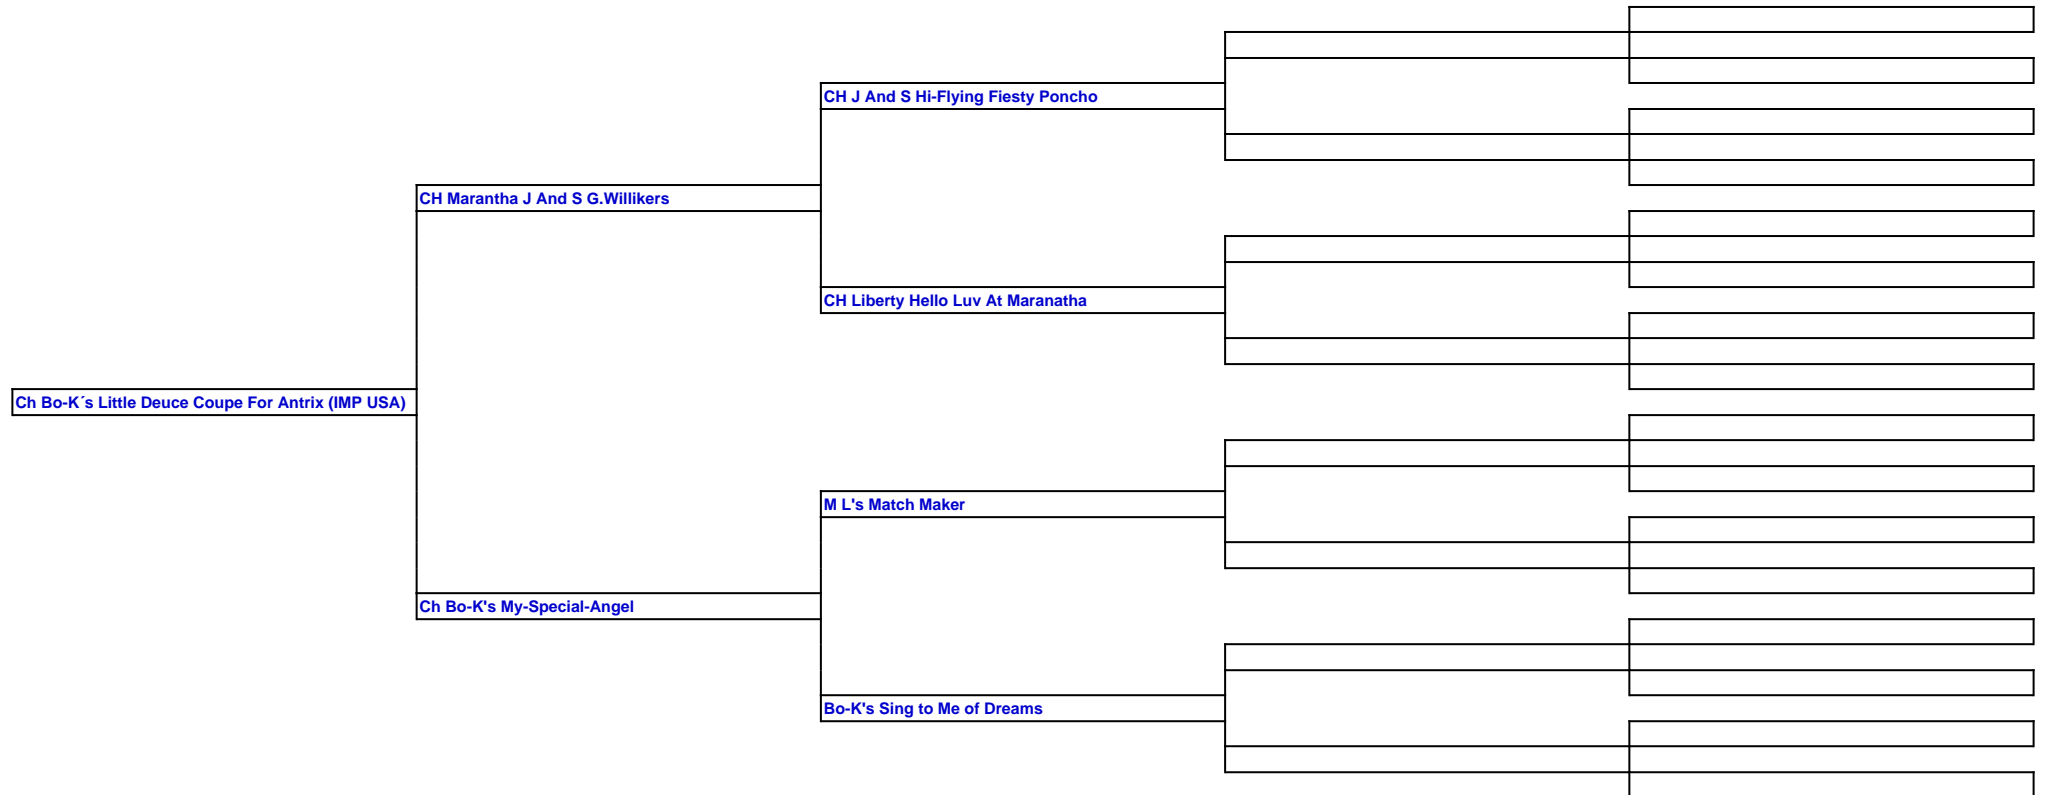 CH J And S Hi-Flying Fiesty Poncho
CH Marantha J And S G.Willikers
CH Liberty Hello Luv At Maranatha
Ch Bo-K´s Little Deuce Coupe For Antrix (IMP USA)
M L's Match Maker
Ch Bo-K's My-Special-Angel
Bo-K's Sing to Me of Dreams